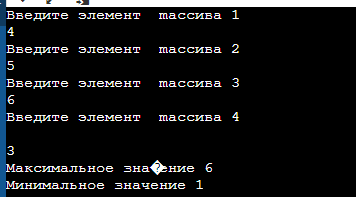 Введите элемент  массива 1
4
Введите элемент  массива 2
5
Введите элемент  массива 3
6
Введите элемент  массива 4
3
Максимальное зна�ение 6
Минимальное значение 1